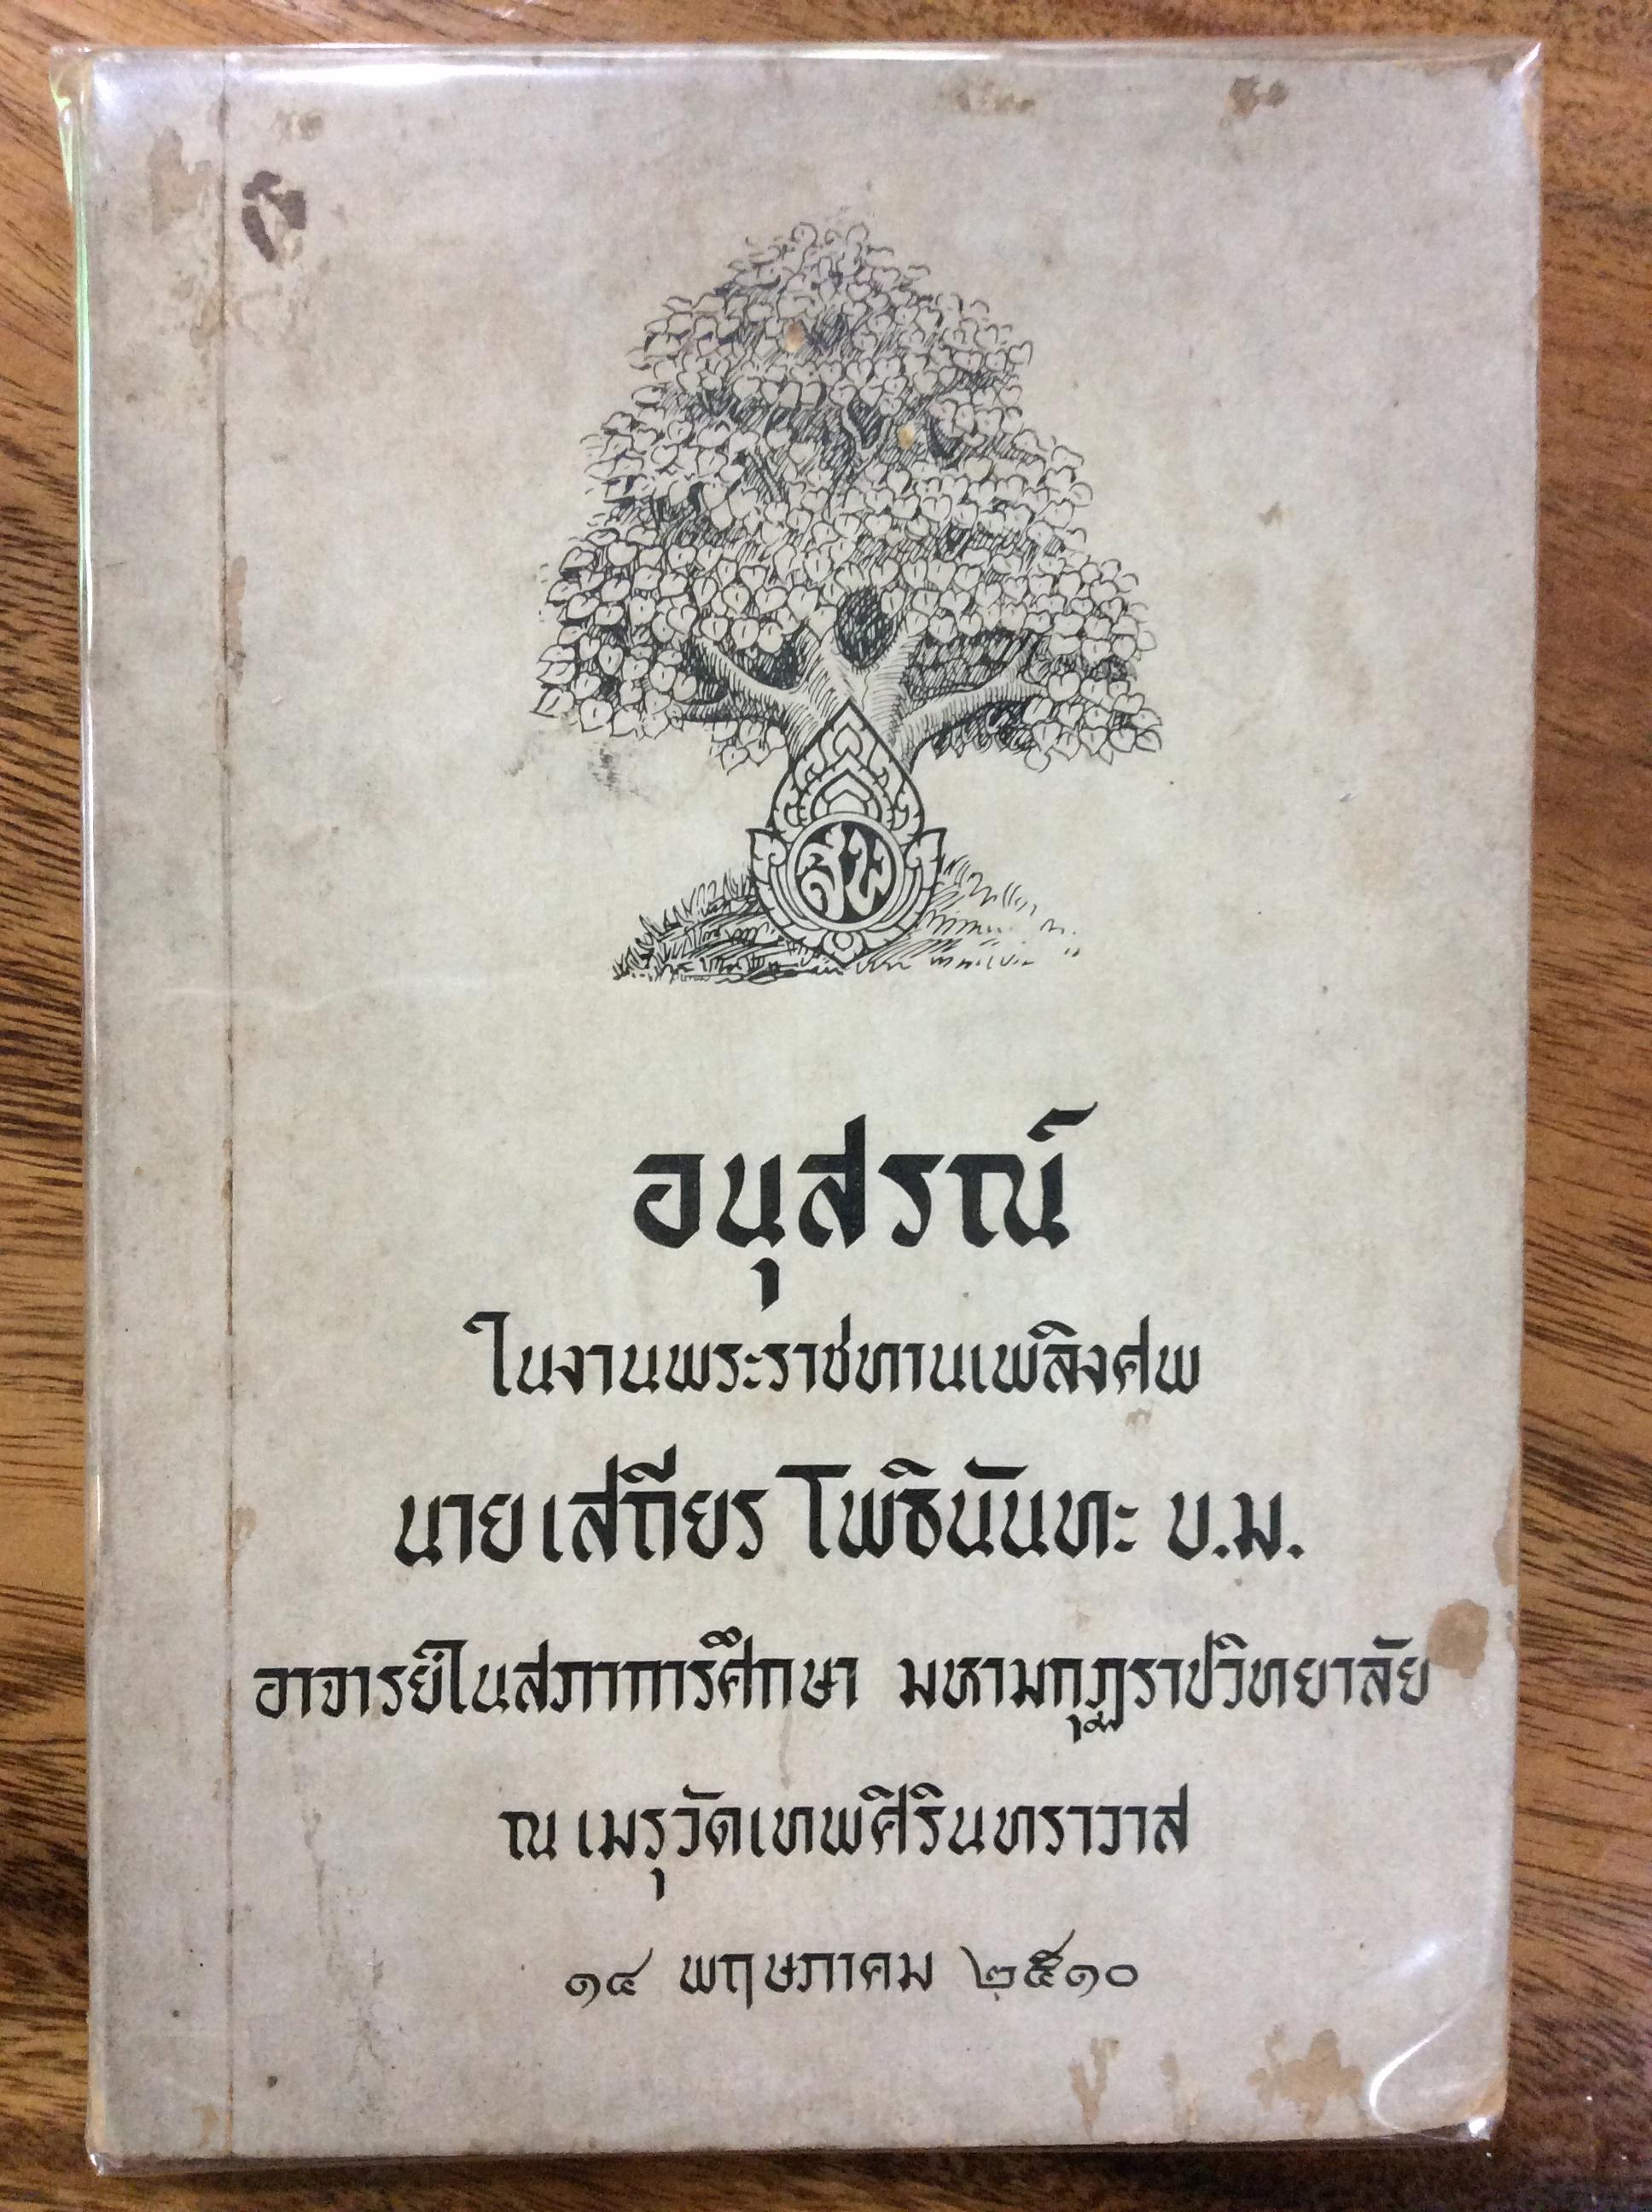 สพ
อนุสรณ์
ในงานพระราชทานเพลิงศพ
นายเสถียร โพธินันทะ บ.ม.
อาจารย์ในสภาการศึกษา มหามกุฏราชวิทยาลัย
ณ เมรุวัดเทพศิรินทราวาส
๑๔ พฤษภาคม ๒๕๑๐